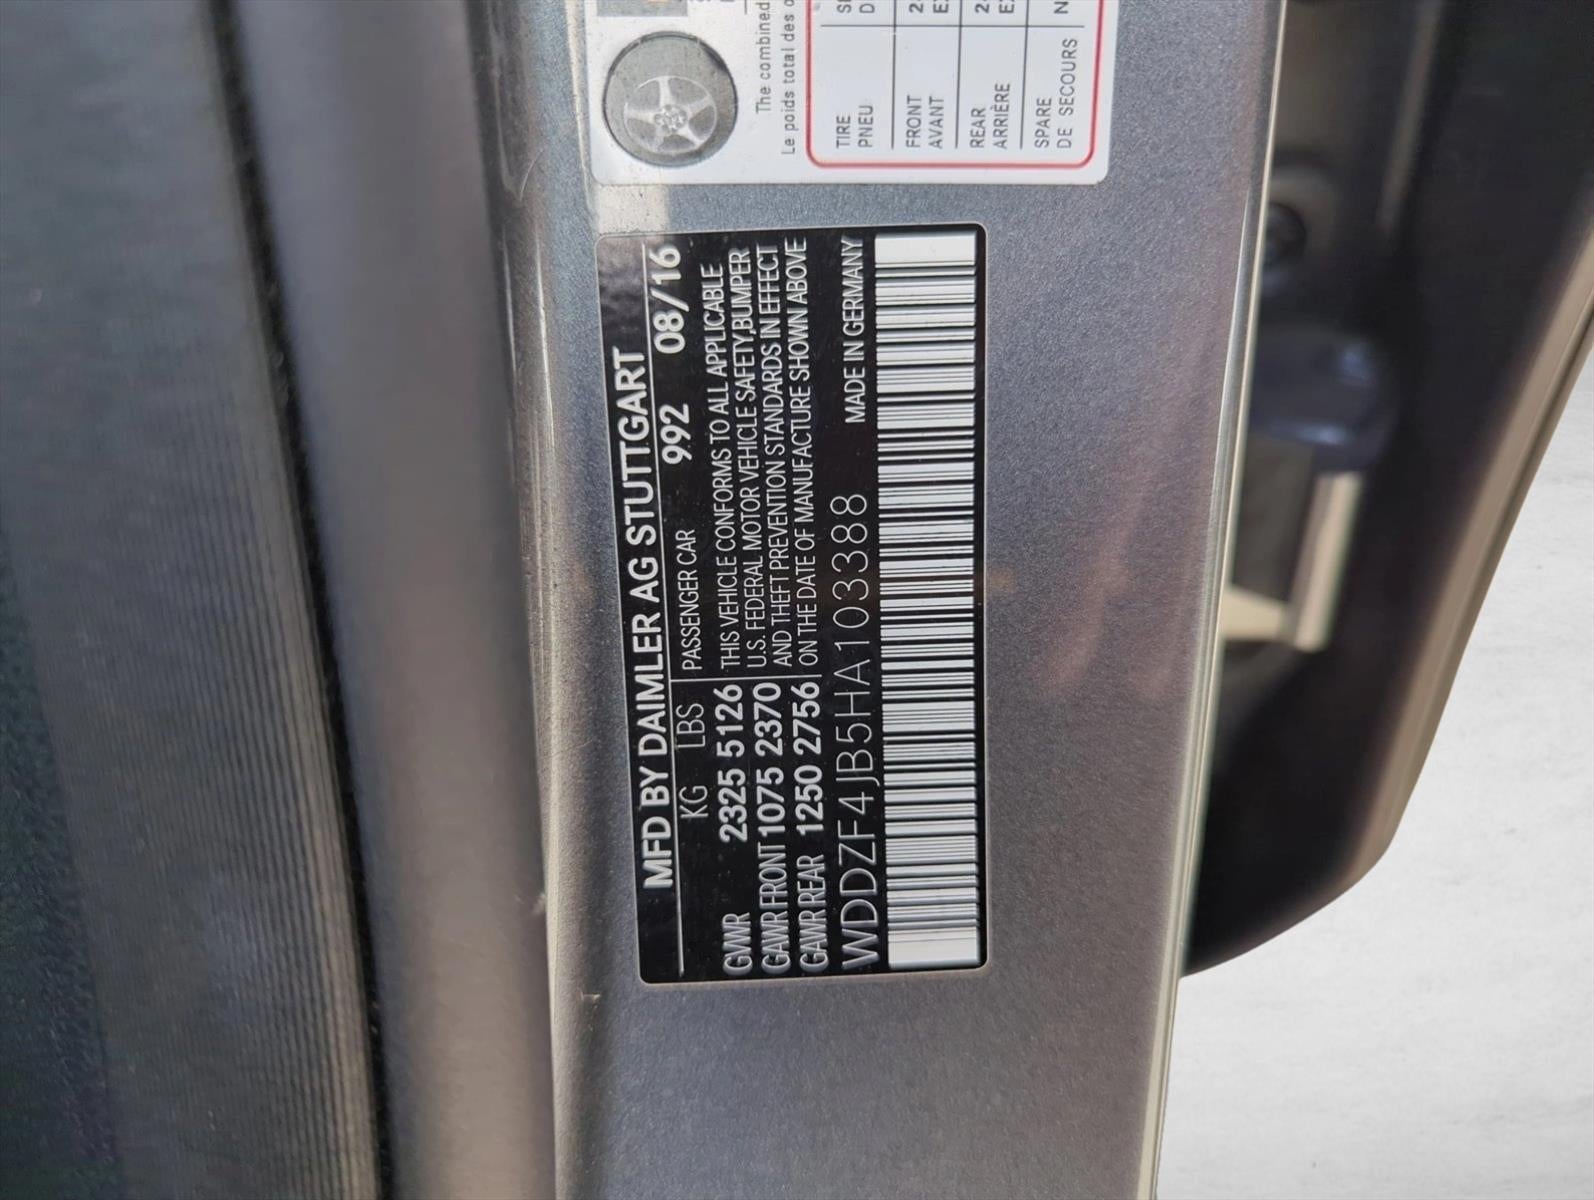 The combined
Le poids total des
TIRE
PNEU
FRONT
AVANT
REAR
ARRIÈRE
SPARE
DE SECOURS
MFD BY DAIMLER AG STUTTGART
KG LBS PASSENGER CAR 992 08/16
GVWR 2325 5126
GAWR FRONT 1075 2370
GAWR REAR 1250 2756
THIS VEHICLE CONFORMS TO ALL APPLICABLE
U.S. FEDERAL MOTOR VEHICLE SAFETY,BUMPER
AND THEFT PREVENTION STANDARDS IN EFFECT
ON THE DATE OF MANUFACTURE SHOWN ABOVE
WDDZF4JB5HA103388 MADE IN GERMANY